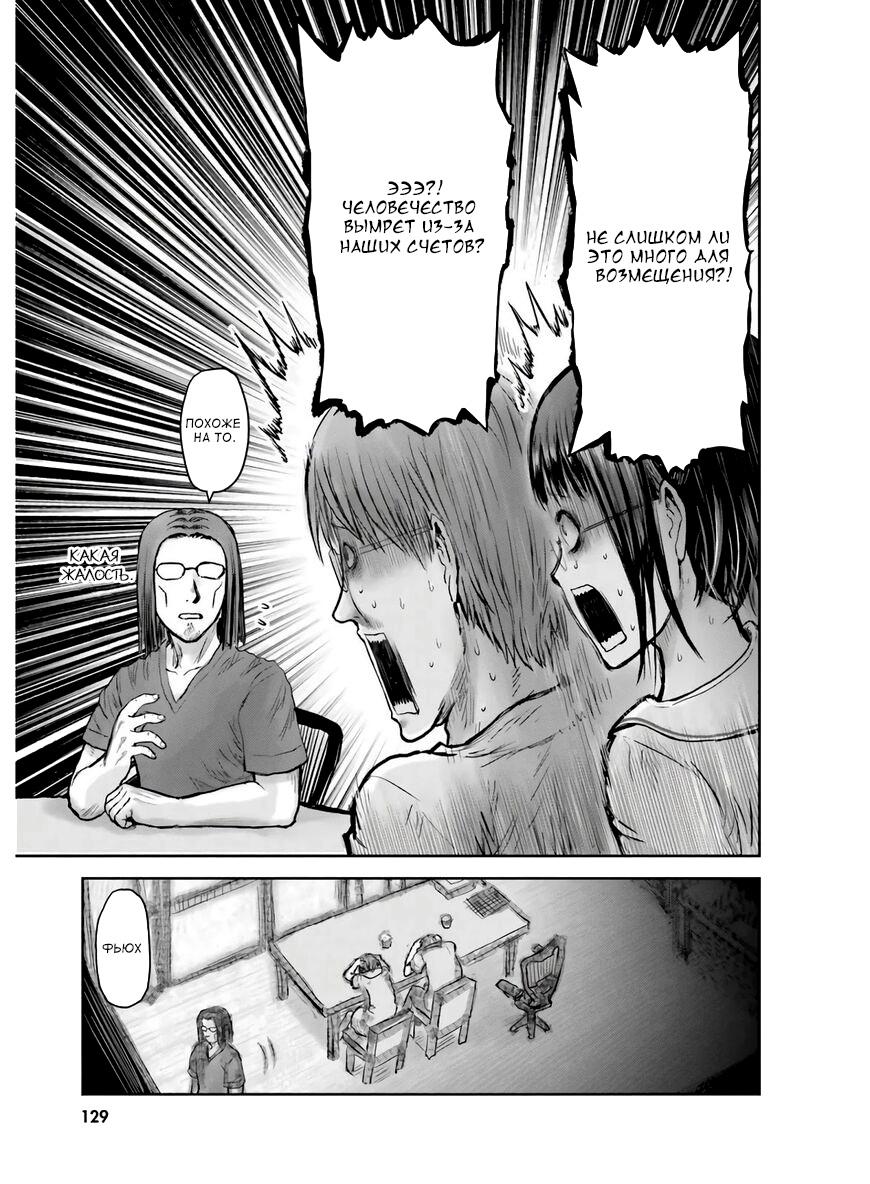 НЕ СЛИШКОМ ЛИ
ЭТО МНОГО ДЛЯ
ВОЗМЕЩЕНИЯ?!
ЭЭЭ?!
ЧЕЛОВЕЧЕСТВО
ВЫМРЕТ ИЗ-ЗА
НАШИХ СЧЕТОВ?
ПОХОЖЕ
НА ТО.
КАКАЯ
ЖАЛОСТЬ.
ФЬЮХ
129